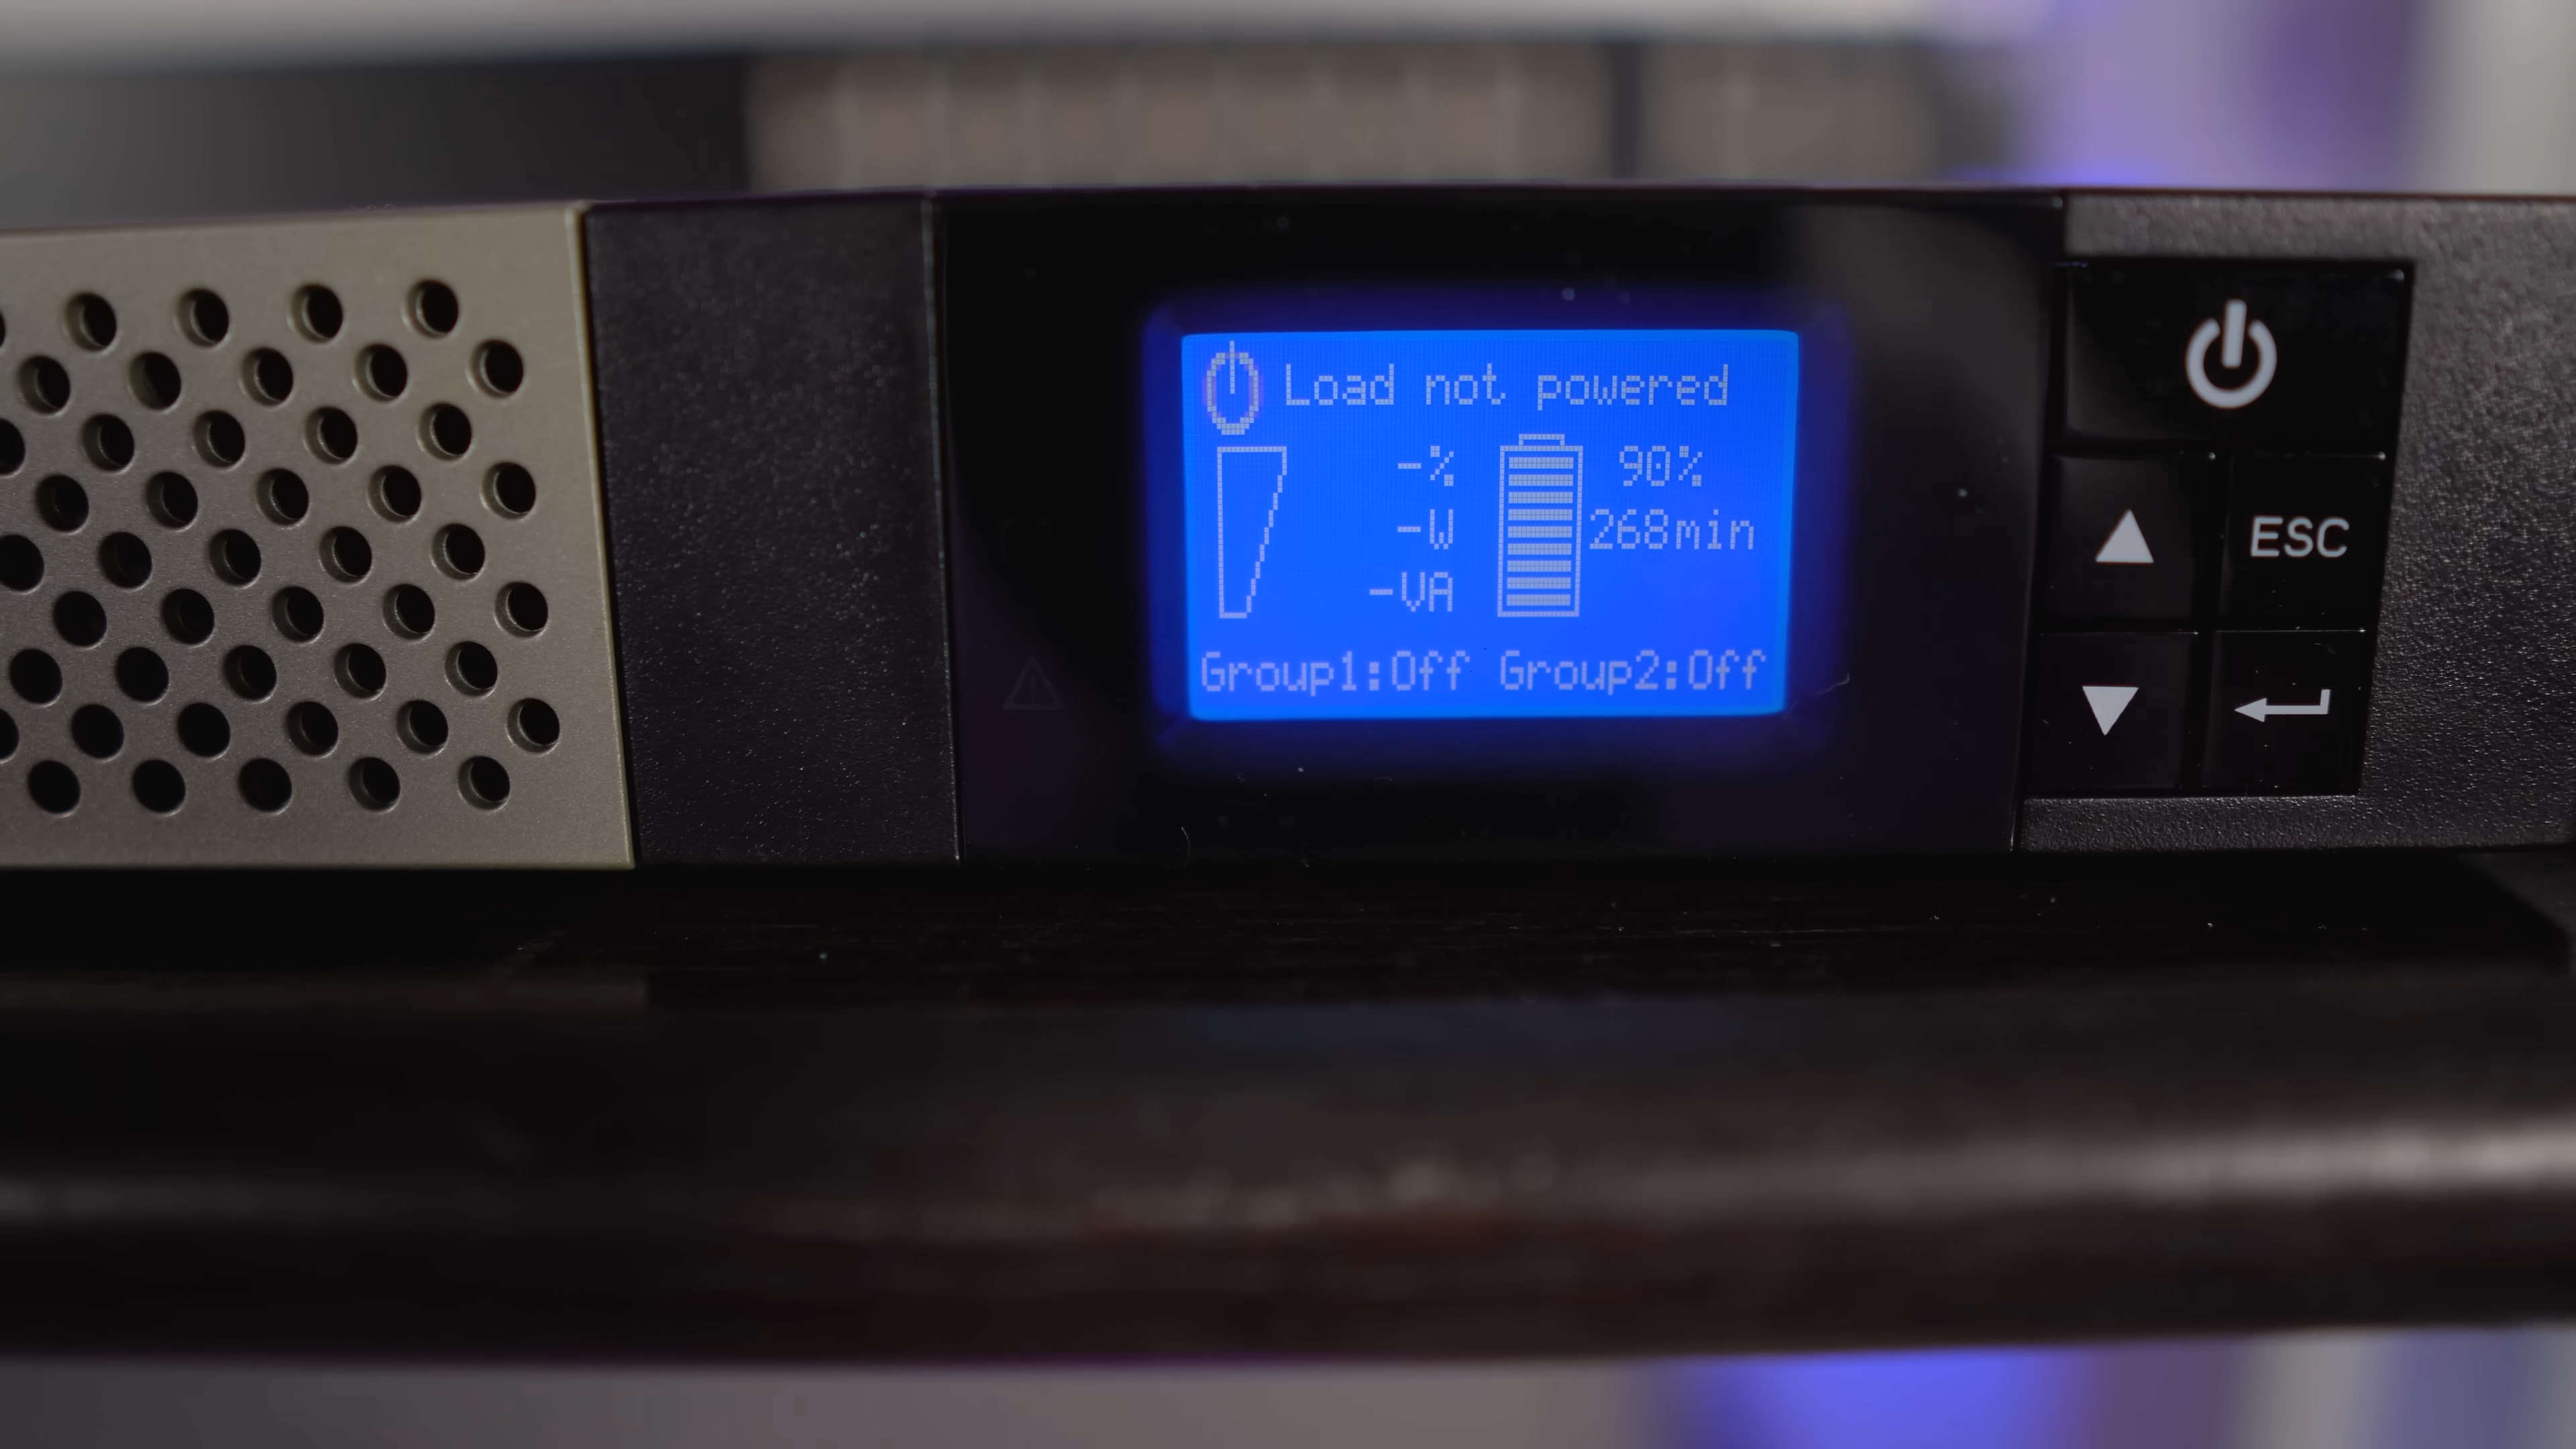 Load not powered
-% 90%
-W 268min
-VA
Group1:Off Group2:Off
ESC